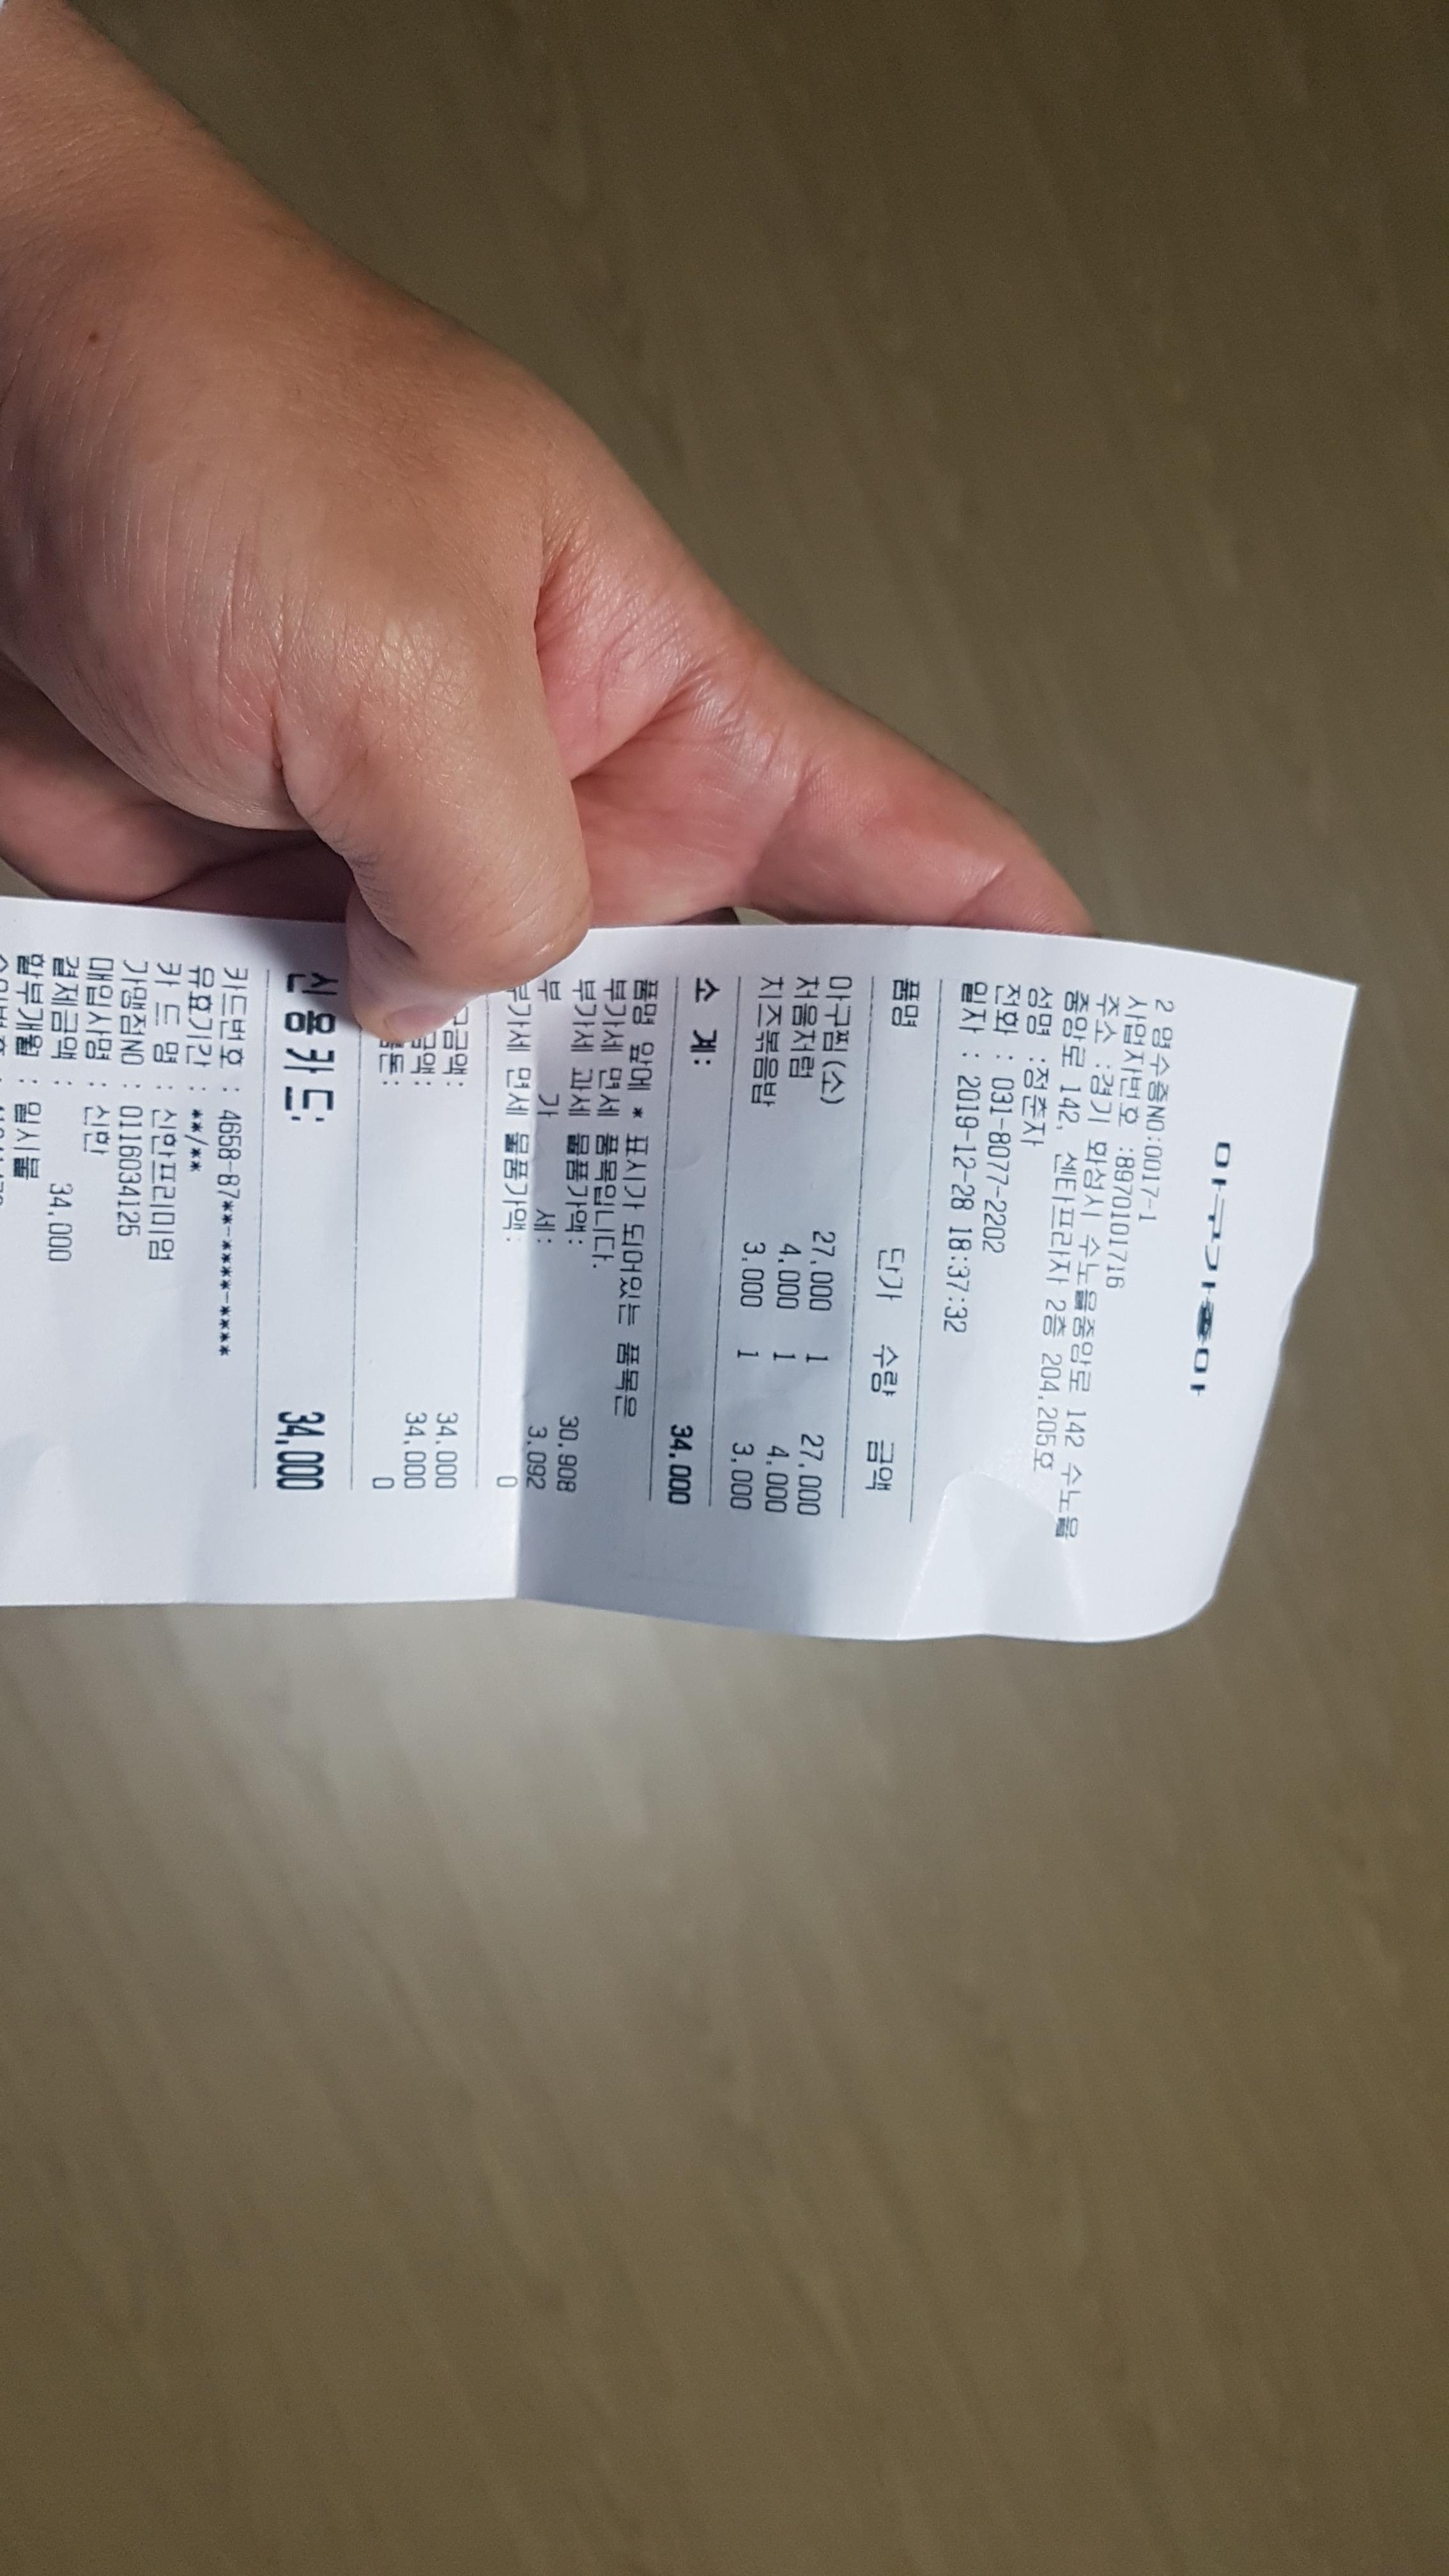 아구가좋아
2 영수증NO:0017-1
사업자번호 :8970101716
주소 :경기 화성시 수노을중앙로 142 수노을
중앙로 142, 센타프라자 2층 204,205호
성명 :정춘자
전화 : 031-8077-2202
일자 : 2019-12-28 18:37:32
품명 단가 수량 금액
아구찜(소) 27,000 1 27,000
처음처럼 4,000 1 4,000
치즈볶음밥 3,000 1 3,000
소 계: 34,000
품명 앞에 * 표시가 되어있는 품목은
부가세 면세 품목입니다.
부가세 과세 물품가액: 30,908
부 가 세: 3,092
부가세 면세 물품가액: 0
금액: 34,000
금액: 34,000
돈: 0
신용카드: 34,000
카드번호 : 4658-87**-****-****
유효기간 : **/**
카 드 명 : 신한프리미엄
가맹점NO : 0116034125
매입사명 : 신한
결제금액 : 34,000
할부개월 : 일시불